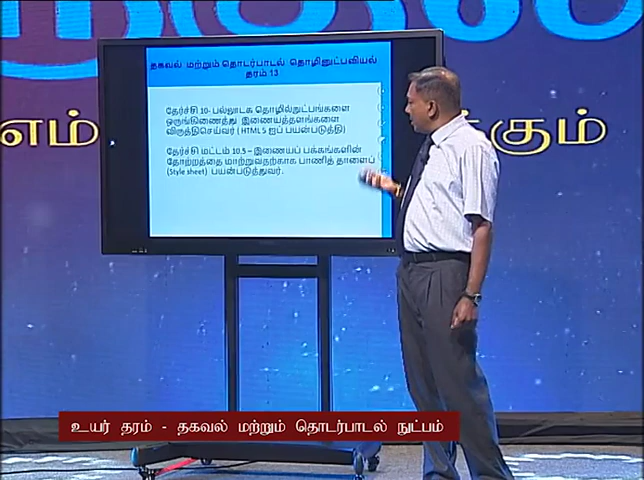 தகவல் மற்றும் தொடர்பாடல் தொழினுட்பவியல்
தரம் 13
தேர்ச்சி 10- பல்லூடக தொழில்நுட்பங்களை
ஒருங்கிணைத்து இணையத்தளங்களை
விருத்திசெய்வர் ( HTML 5 ஐப் பயன்படுத்தி)
தேர்ச்சி மட்டம் 10.5 – இணையப் பக்கங்களின்
தோற்றத்தை மாற்றுவதற்காக பாணித் தாளைப்
(Style sheet) பயன்படுத்துவர்.
எம்
க்கும்
உயர் தரம் - தகவல் மற்றும் தொடர்பாடல் நுட்பம்